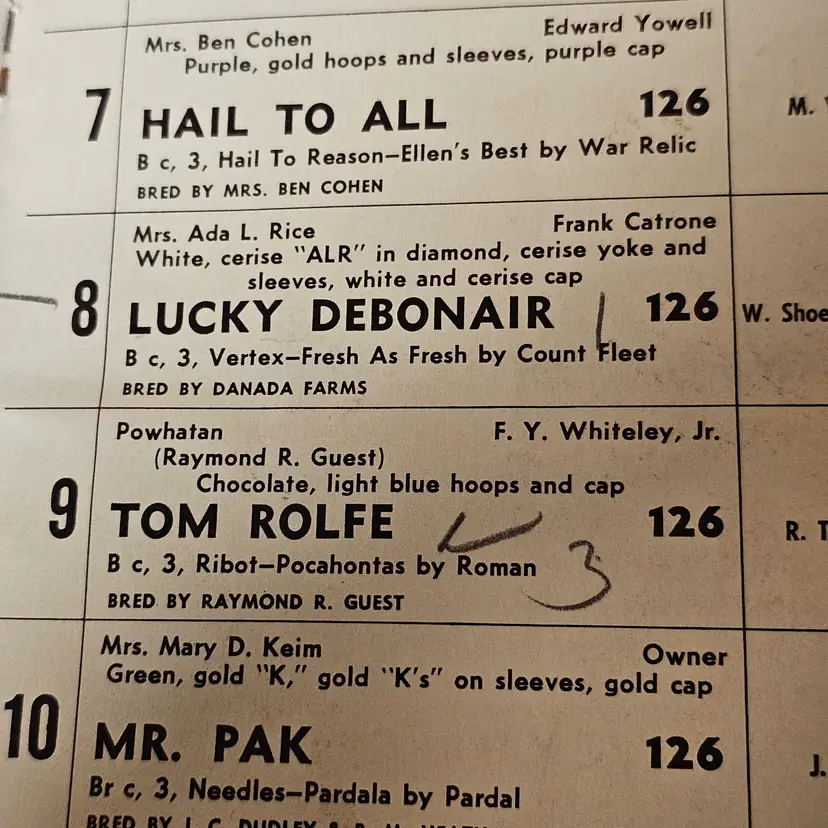 Mrs. Ben Cohen Edward Yowell
Purple, gold hoops and sleeves, purple cap
7 HAIL TO ALL 126 M.
B c, 3, Hail To Reason—Ellen's Best by War Relic
BRED BY MRS. BEN COHEN
Mrs. Ada L. Rice Frank Catrone
White, cerise "ALR" in diamond, cerise yoke and
sleeves, white and cerise cap
8 LUCKY DEBONAIR 126 W. Shoe
B c, 3, Vertex—Fresh As Fresh by Count Fleet
BRED BY DANADA FARMS
Powhatan F. Y. Whiteley, Jr.
(Raymond R. Guest)
Chocolate, light blue hoops and cap
9 TOM ROLFE 126 R. T
B c, 3, Ribot—Pocahontas by Roman
3
BRED BY RAYMOND R. GUEST
Mrs. Mary D. Keim Owner
Green, gold "K," gold "K's" on sleeves, gold cap
10 MR. PAK 126 J.
Br c, 3, Needles—Pardala by Pardal
BRED BY